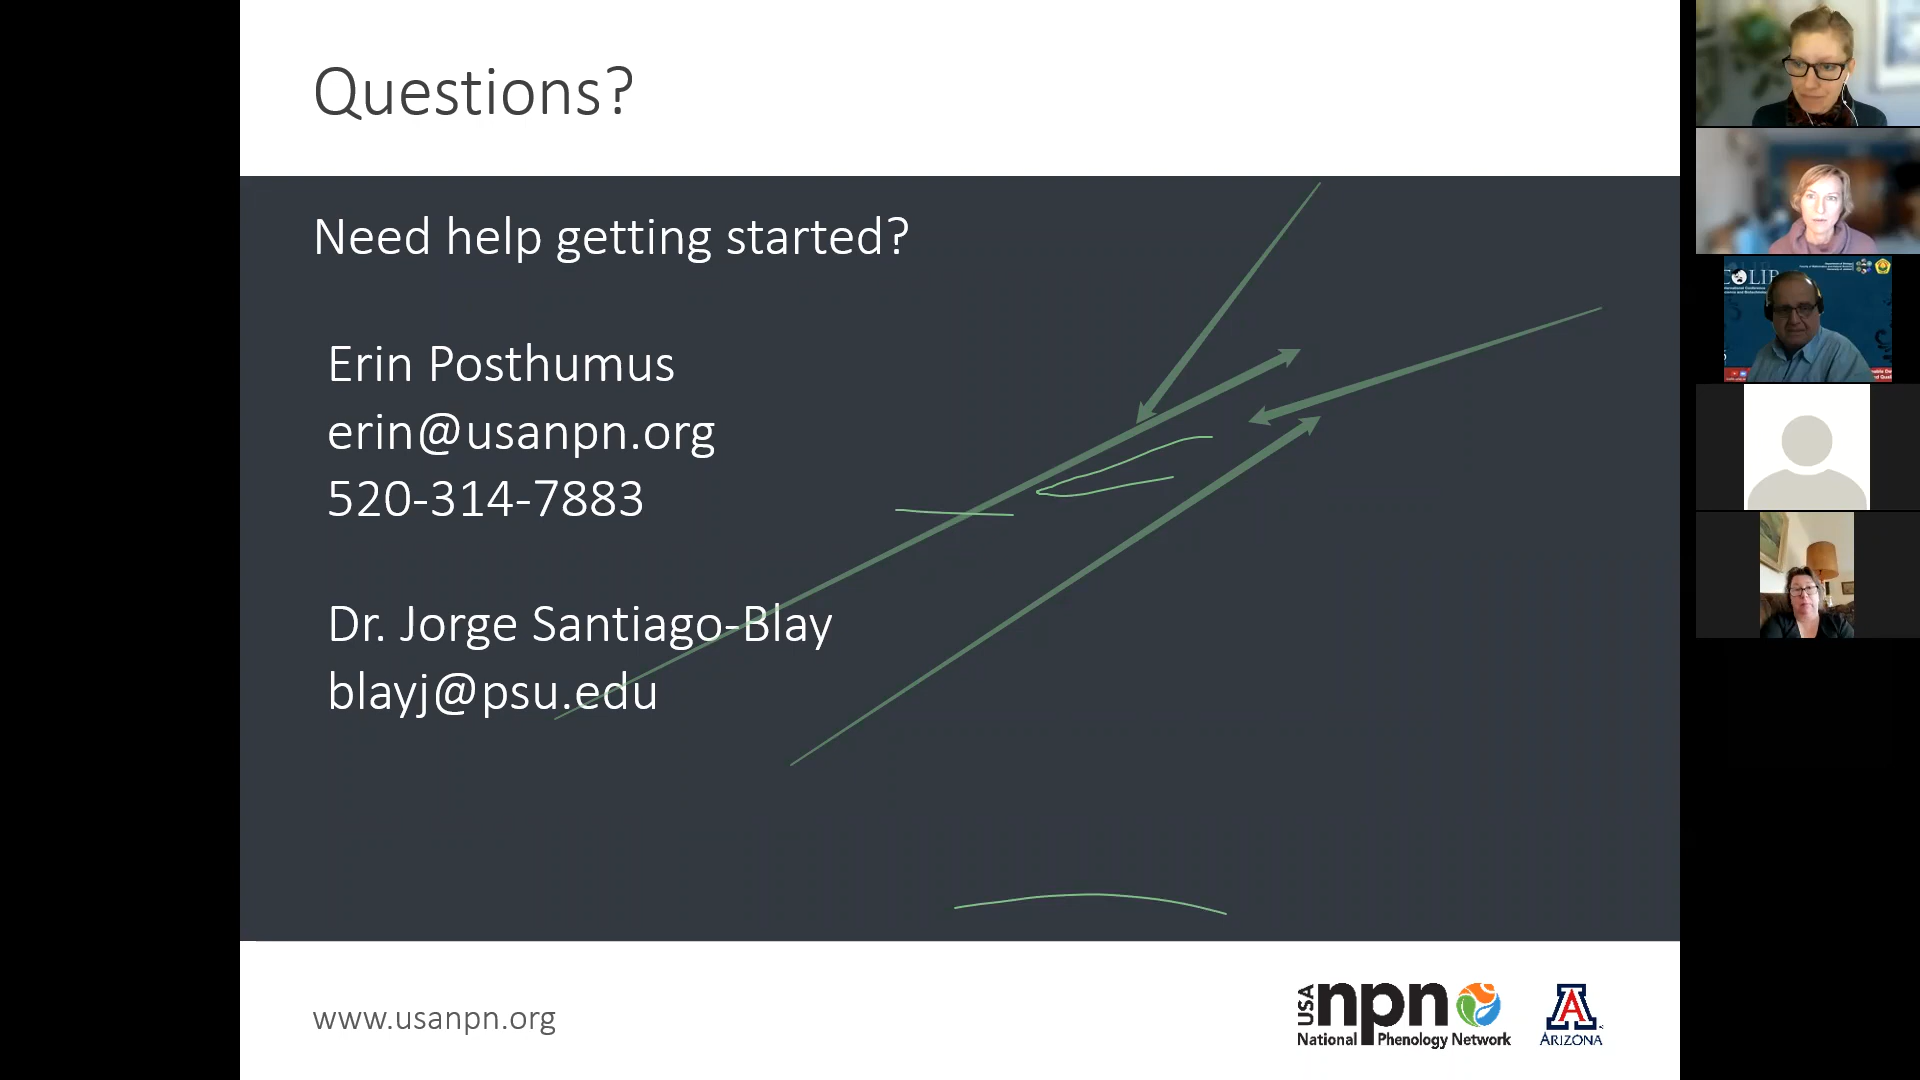 Questions?
Need help getting started?
Erin Posthumus
erin@usanpn.org
520-314-7883
Dr. Jorge Santiago-Blay
blayj@psu.edu
www.usanpn.org
USA npn
National Phenology Network
A
ARIZONA